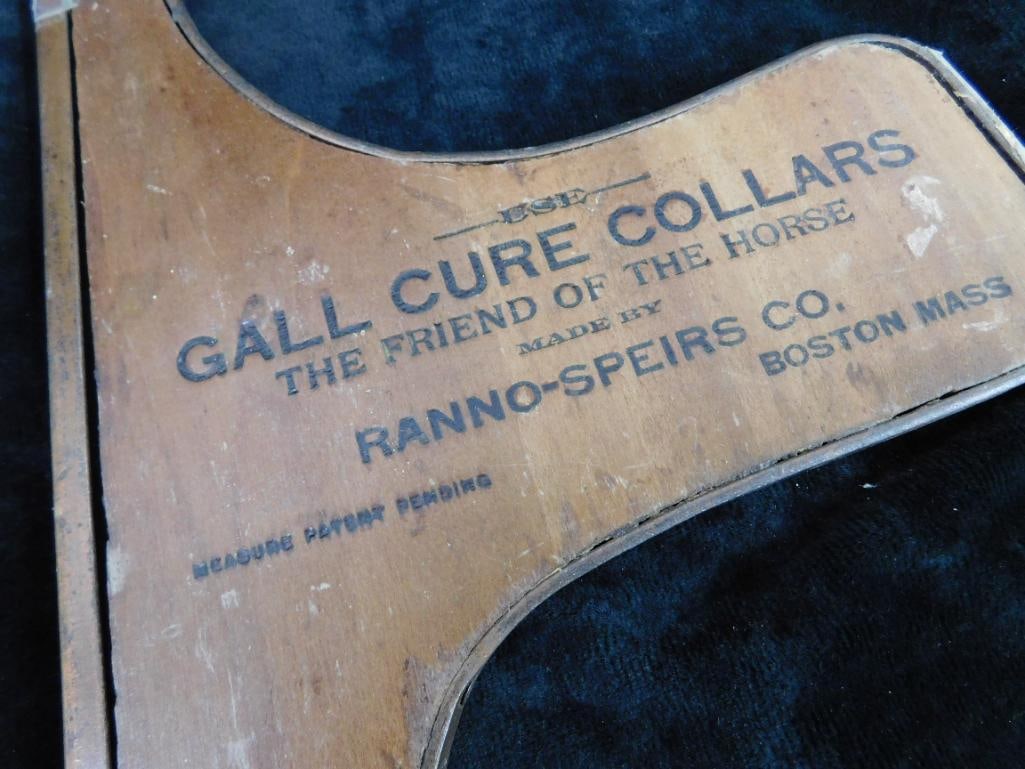 USE
GALL CURE COLLARS
THE FRIEND OF THE HORSE
MADE BY
RANNO-SPEIRS CO.
BOSTON MASS
MEASURE PATENT PENDING